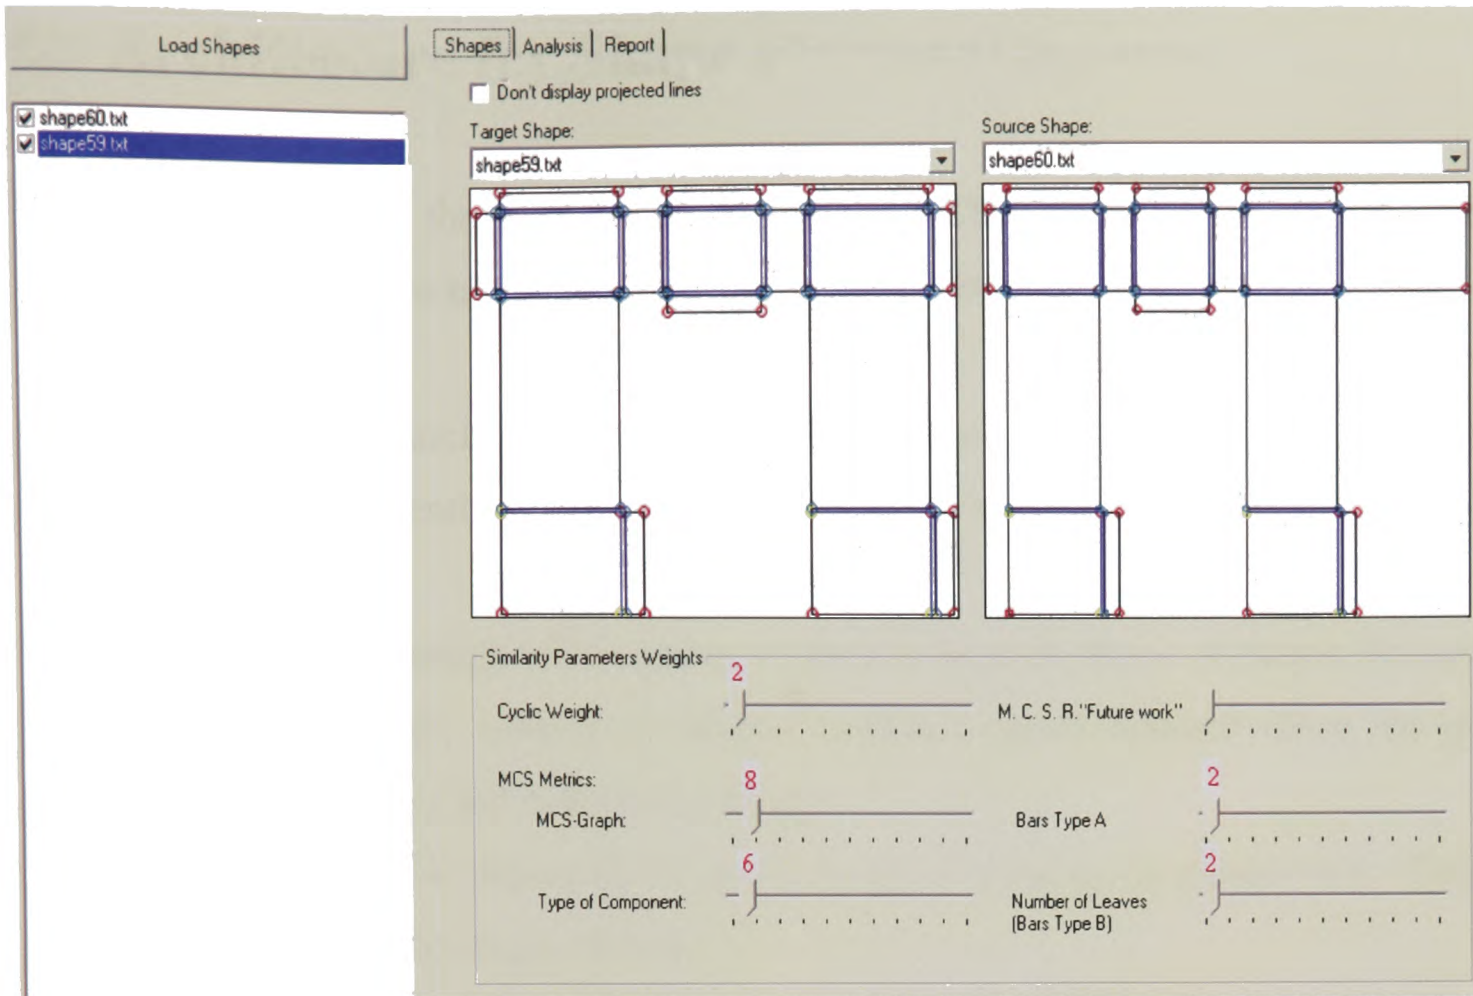 Load Shapes
shape60.txt
shape59.txt
Shapes Analysis Report
Don't display projected lines
Target Shape:
shape59.txt
Source Shape:
shape60.txt
Similarity Parameters Weights
Cyclic Weight:
2
M. C. S. R."Future work"
MCS Metrics:
MCS-Graph:
8
Bars Type A
2
Type of Component:
6
Number of Leaves
(Bars Type B)
2